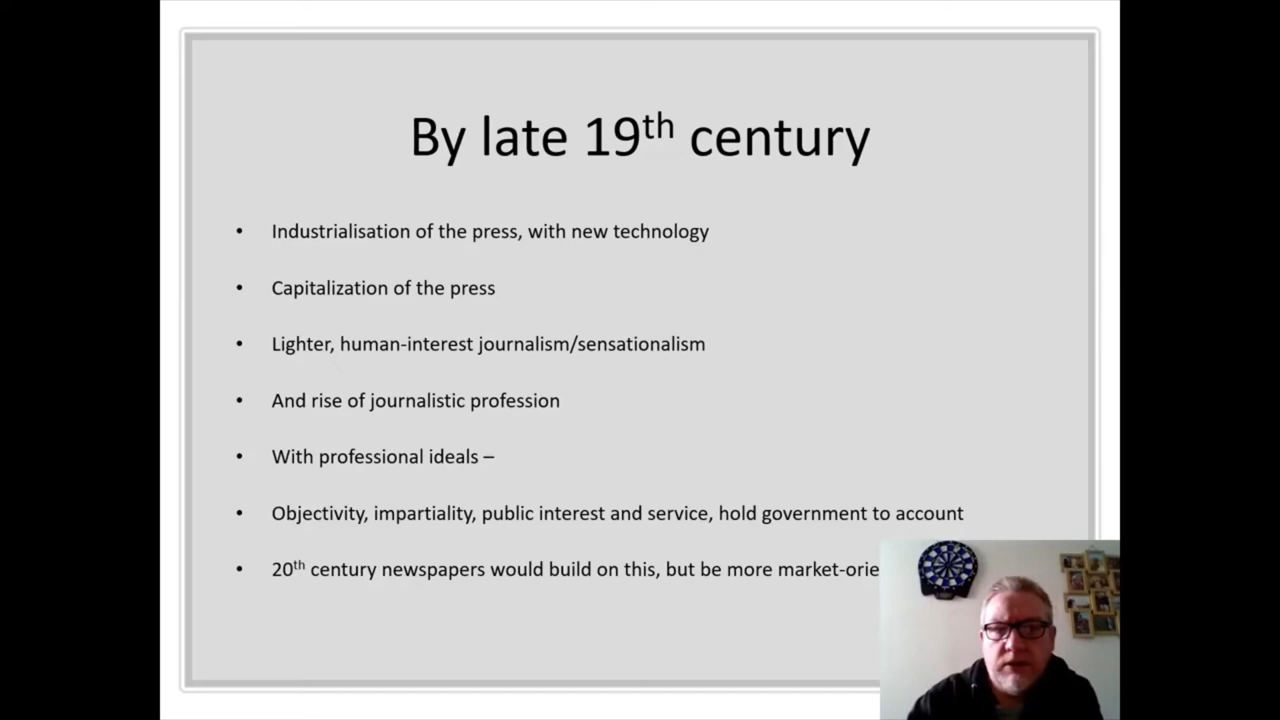 By late 19th century
• Industrialisation of the press, with new technology
• Capitalization of the press
• Lighter, human-interest journalism/sensationalism
• And rise of journalistic profession
• With professional ideals –
• Objectivity, impartiality, public interest and service, hold government to account
• 20th century newspapers would build on this, but be more